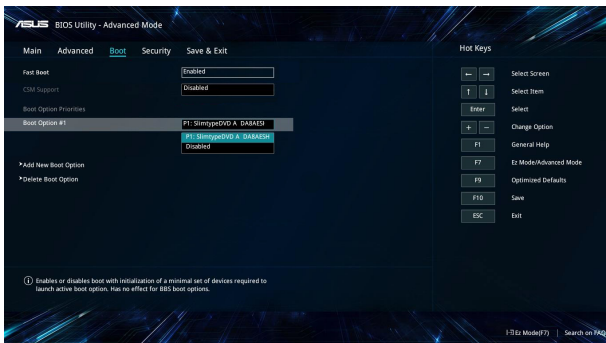 ASUS BIOS Utility - Advanced Mode
Main Advanced Boot Security Save & Exit
Hot Keys
Fast Boot Enabled
CSM Support Disabled
Boot Option Priorities
Boot Option #1 P1: SlimtypeDVD A DA8AESI
P1: SlimtypeDVD A DA8AESH
Disabled
Add New Boot Option
Delete Boot Option
← → Select Screen
↑ ↓ Select Item
Enter Select
+ − Change Option
F1 General Help
F7 Ez Mode/Advanced Mode
F9 Optimized Defaults
F10 Save
ESC Exit
Enables or disables boot with initialization of a minimal set of devices required to
launch active boot option. Has no effect for BBS boot options.
Ez Mode(F7) | Search on FAQ